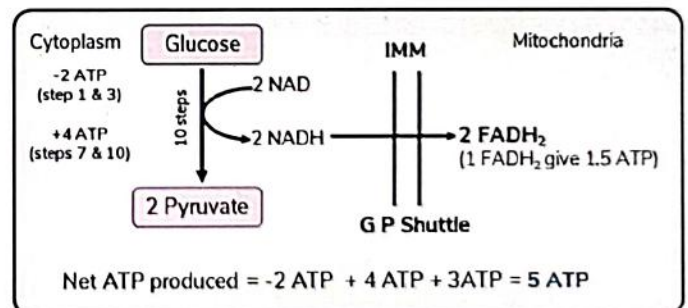 Cytoplasm
Glucose
IMM
Mitochondria
-2 ATP
(step 1 & 3)
2 NAD
+4 ATP
(steps 7 & 10)
10 steps
2 NADH
2 FADH₂
(1 FADH₂ give 1.5 ATP)
2 Pyruvate
G P Shuttle
Net ATP produced = -2 ATP + 4 ATP + 3ATP = 5 ATP